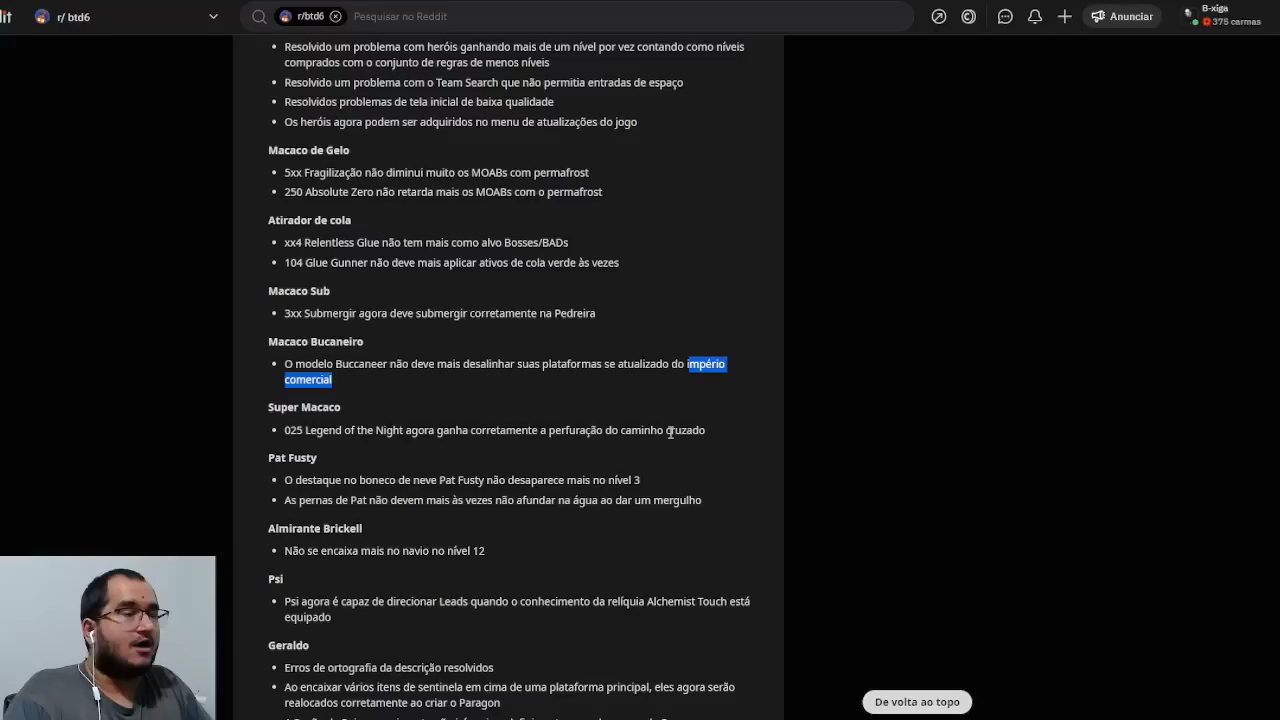 it
r/ btd6
r/btd6
Pesquisar no Reddit
Anunciar
B-xiga
375 carmas
Resolvido um problema com heróis ganhando mais de um nível por vez contando como níveis
comprados com o conjunto de regras de menos níveis
Resolvido um problema com o Team Search que não permitia entradas de espaço
Resolvidos problemas de tela inicial de baixa qualidade
Os heróis agora podem ser adquiridos no menu de atualizações do jogo
Macaco de Gelo
5xx Fragilização não diminui muito os MOABs com permafrost
250 Absolute Zero não retarda mais os MOABs com o permafrost
Atirador de cola
xx4 Relentless Glue não tem mais como alvo Bosses/BADs
104 Glue Gunner não deve mais aplicar ativos de cola verde às vezes
Macaco Sub
3xx Submergir agora deve submergir corretamente na Pedreira
Macaco Bucaneiro
O modelo Buccaneer não deve mais desalinhar suas plataformas se atualizado do império
comercial
Super Macaco
025 Legend of the Night agora ganha corretamente a perfuração do caminho cruzado
Pat Fusty
O destaque no boneco de neve Pat Fusty não desaparece mais no nível 3
As pernas de Pat não devem mais às vezes não afundar na água ao dar um mergulho
Almirante Brickell
Não se encaixa mais no navio no nível 12
Psi
Psi agora é capaz de direcionar Leads quando o conhecimento da relíquia Alchemist Touch está
equipado
Geraldo
Erros de ortografia da descrição resolvidos
Ao encaixar vários itens de sentinela em cima de uma plataforma principal, eles agora serão
realocados corretamente ao criar o Paragon
De volta ao topo